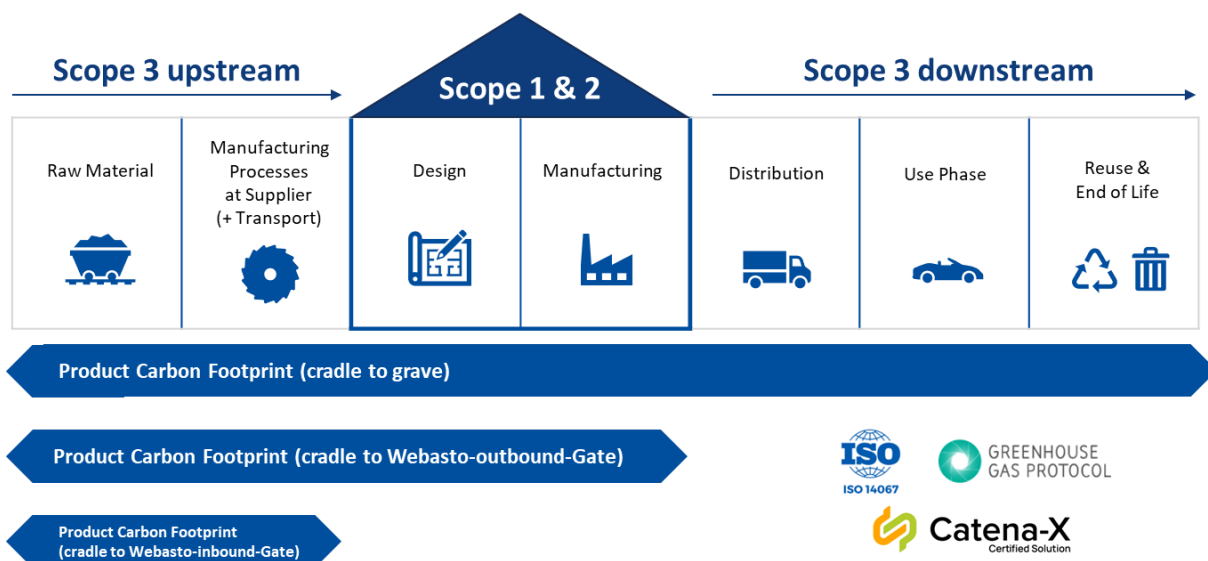 Scope 3 upstream
Scope 1 & 2
Scope 3 downstream
Raw Material
Manufacturing
Processes
at Supplier
(+ Transport)
Design
Manufacturing
Distribution
Use Phase
Reuse &
End of Life
Product Carbon Footprint (cradle to grave)
Product Carbon Footprint (cradle to Webasto-outbound-Gate)
ISO
ISO 14067
GREENHOUSE
GAS PROTOCOL
Product Carbon Footprint
(cradle to Webasto-inbound-Gate)
Catena-X
Certified Solution